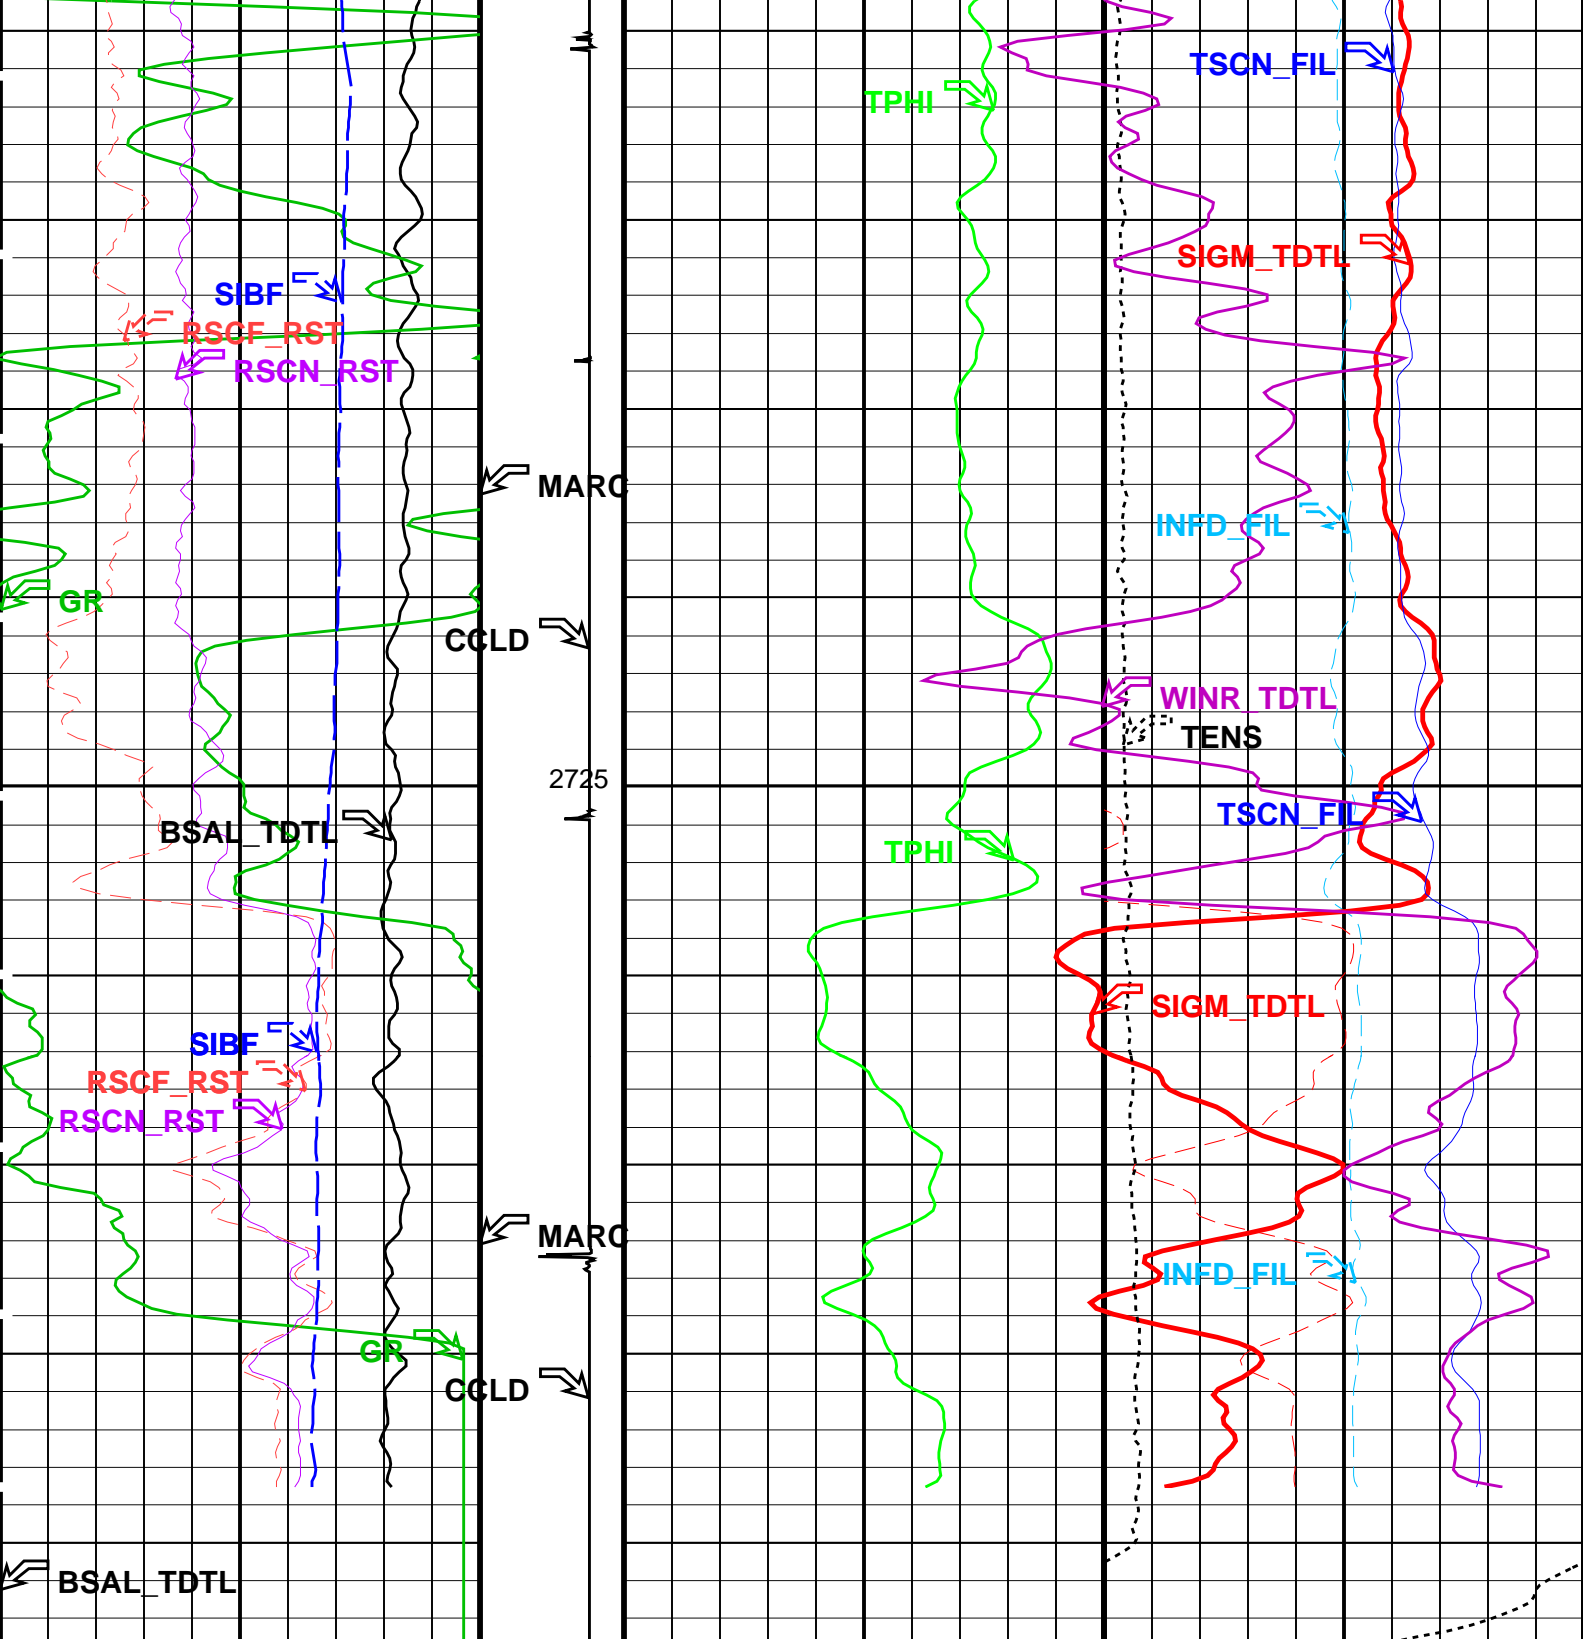 TSCN_FIL
TPHI
SIGM_TDTL
SIBF
RSCF_RST
RSCN_RST
MARC
INFD_FIL
GR
CCLD
WINR_TDTL
TENS
2725
TSCN_FIL
BSAL_TDTL
TPHI
SIGM_TDTL
SIBF
RSCF_RST
RSCN_RST
MARC
INFD_FIL
GR
CCLD
BSAL_TDTL